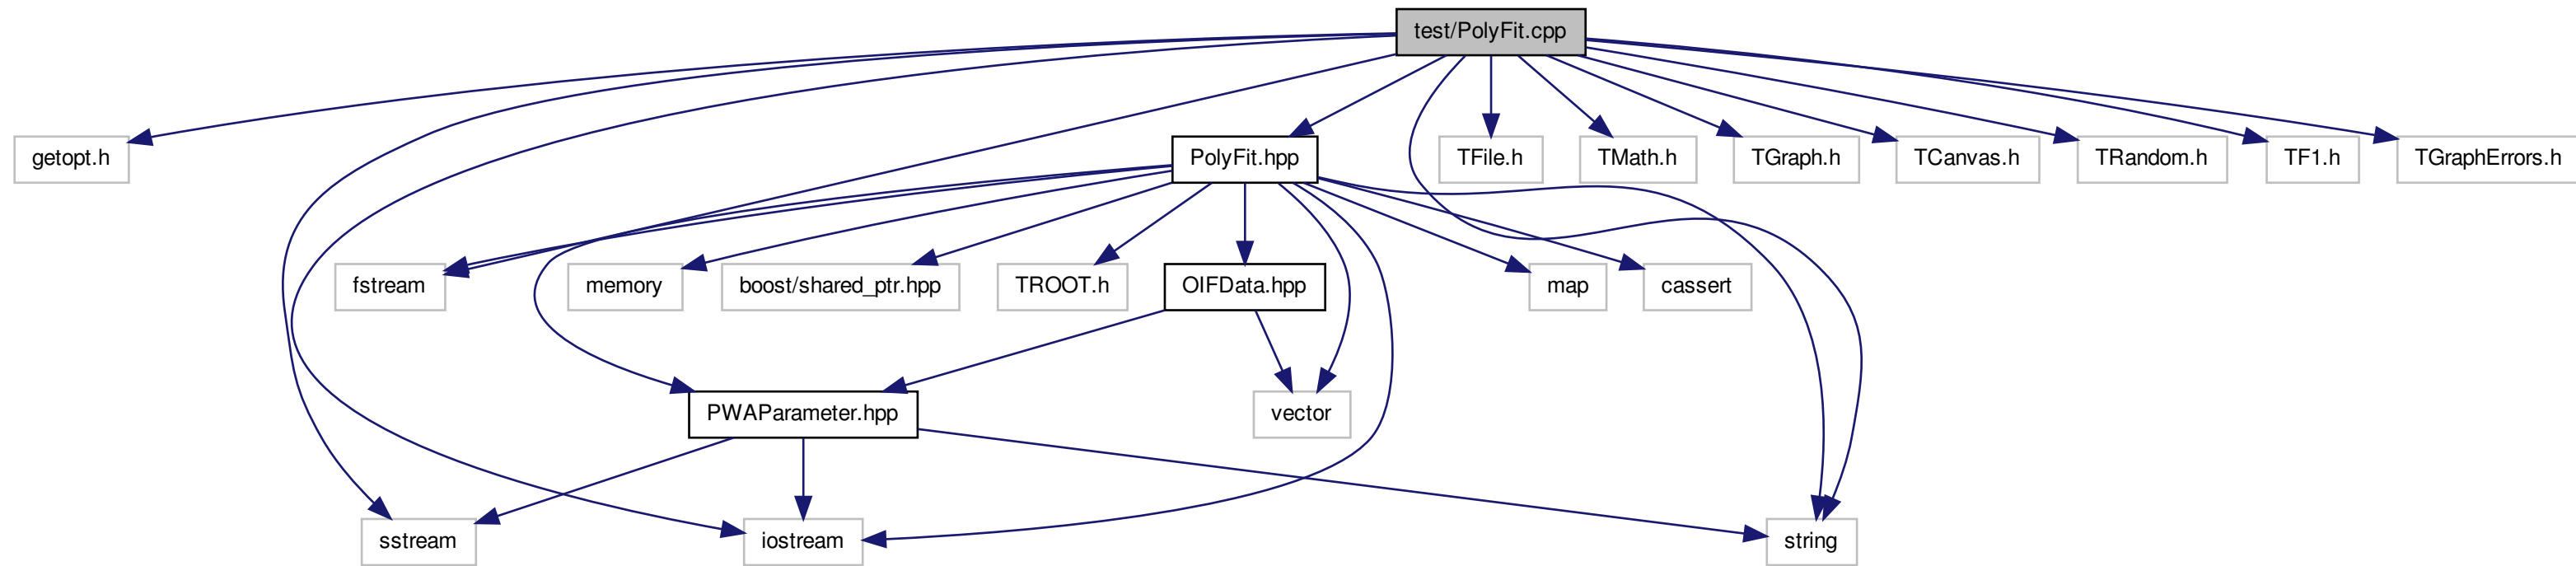 test/PolyFit.cpp
getopt.h
PolyFit.hpp
TFile.h
TMath.h
TGraph.h
TCanvas.h
TRandom.h
TF1.h
TGraphErrors.h
fstream
memory
boost/shared_ptr.hpp
TROOT.h
OIFData.hpp
map
cassert
PWAParameter.hpp
vector
sstream
iostream
string